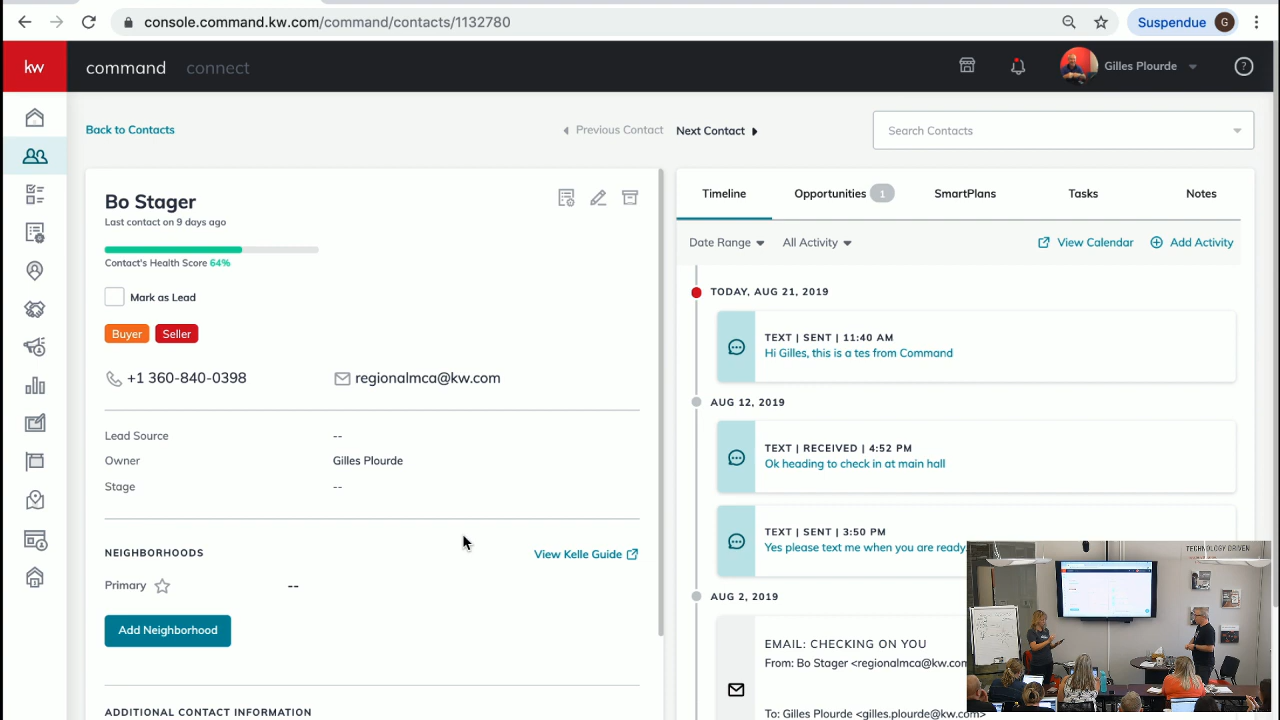 console.command.kw.com/command/contacts/1132780
Suspendue G
kw command connect
Gilles Plourde
?
Back to Contacts
Previous Contact Next Contact
Search Contacts
Bo Stager
Last contact on 9 days ago
Contact's Health Score 64%
Mark as Lead
Buyer Seller
+1 360-840-0398 regionalmca@kw.com
Lead Source --
Owner Gilles Plourde
Stage --
NEIGHBORHOODS
View Kelle Guide
Primary --
Add Neighborhood
ADDITIONAL CONTACT INFORMATION
Timeline Opportunities 1 SmartPlans Tasks Notes
Date Range All Activity View Calendar Add Activity
TODAY, AUG 21, 2019
TEXT | SENT | 11:40 AM
Hi Gilles, this is a tes from Command
AUG 12, 2019
TEXT | RECEIVED | 4:52 PM
Ok heading to check in at main hall
TEXT | SENT | 3:50 PM
Yes please text me when you are ready.
AUG 2, 2019
EMAIL: CHECKING ON YOU
From: Bo Stager <regionalmca@kw.com
To: Gilles Plourde <gilles.plourde@kw.com>
TECHNOLOGY DRIVEN